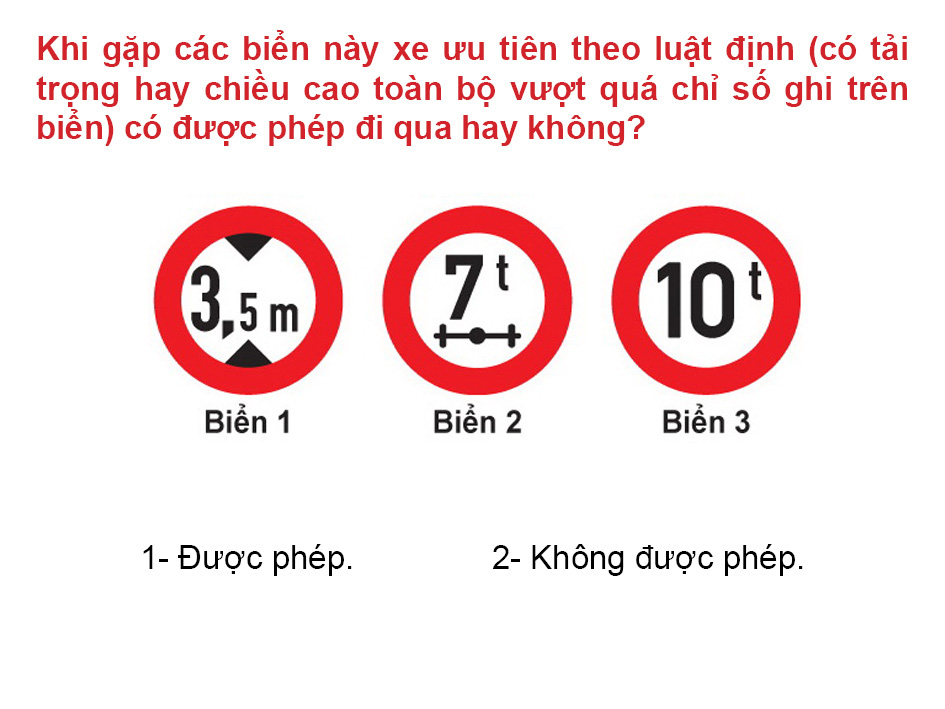 Khi gặp các biển này xe ưu tiên theo luật định (có tải
trọng hay chiều cao toàn bộ vượt quá chỉ số ghi trên
biển) có được phép đi qua hay không?
3,5 m
7 t
10 t
Biển 1
Biển 2
Biển 3
1- Được phép.
2- Không được phép.